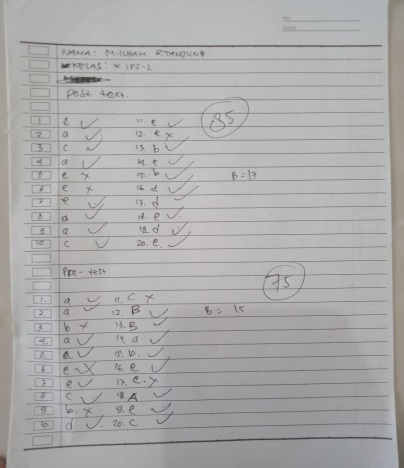 NAMA: M.ILHAM R TANJUNG
KELAS: X IPS-2
Post text.
85
1 e ✓ 11. e ✓
2 a ✓ 12. e x
3 c ✓ 13. b ✓
4 a ✓ 14. e ✓
5 e x 15. b ✓ B = 17
6 e x 16. d ✓
7 e ✓ 17. d ✓
8 a ✓ 18. e ✓
9 a ✓ 19. d ✓
10. c ✓ 20. e ✓
Pre-test
75
1. a ✓ 11. C. x
2 a ✓ 12. B ✓ B = 15
3 b x 13. B ✓
4. a ✓ 14. a ✓
5. a ✓ 15. b. ✓
6 e x 16. e ✓
7 e ✓ 17. e. x
8 c ✓ 18. A ✓
9 b. x 19. e ✓
10. d ✓ 20. c ✓